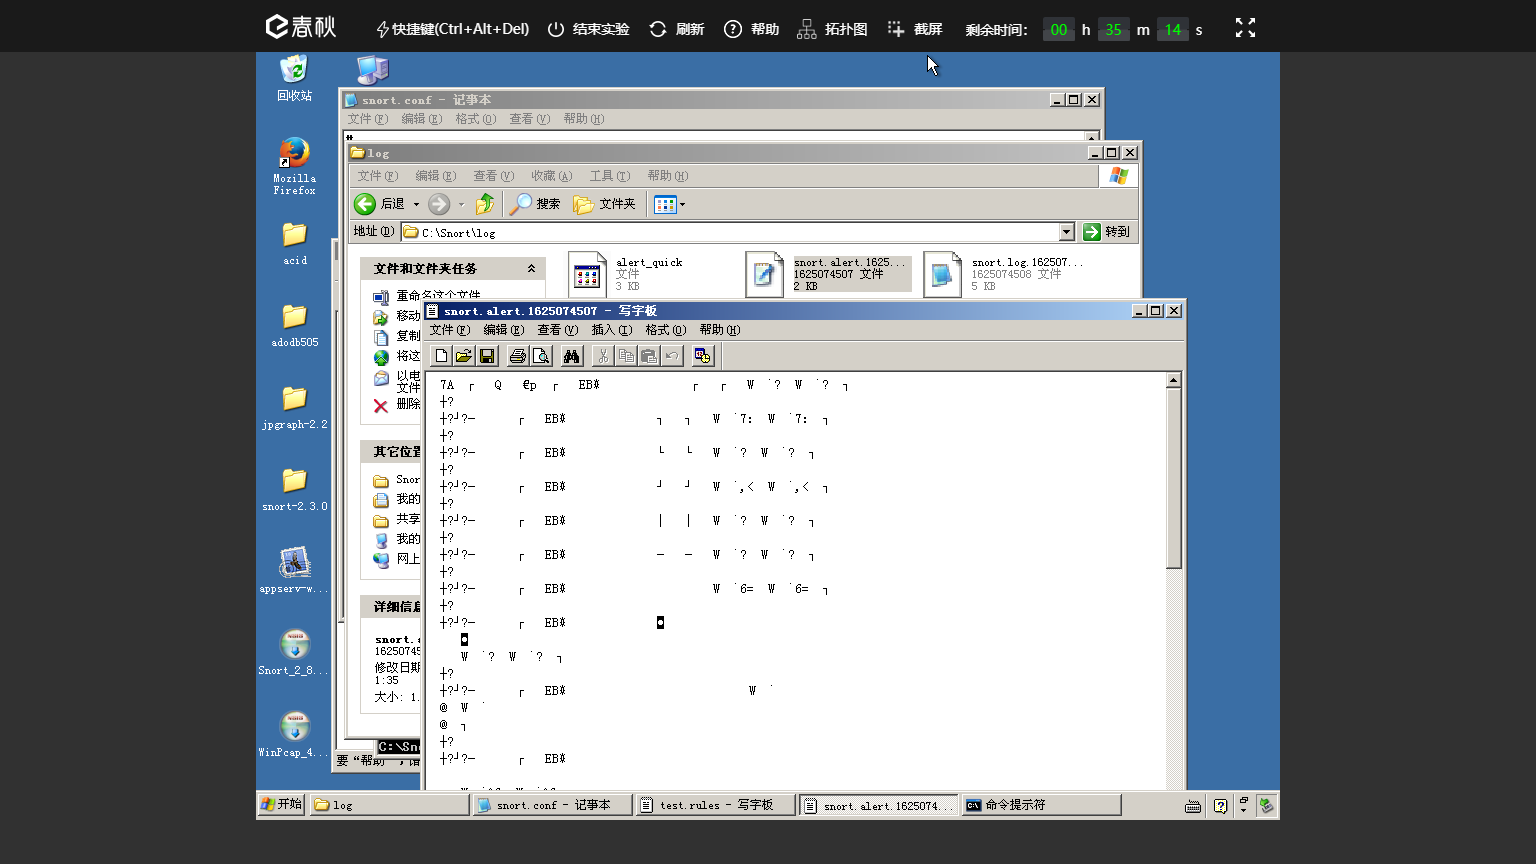 春秋 快捷键(Ctrl+Alt+Del) 结束实验 刷新 帮助 拓扑图 截屏 剩余时间: 00 h 35 m 14 s
回收站
Mozilla
Firefox
acid
adodb505
jpgraph-2.2
snort-2.3.0
appserv-w...
Snort_2_8...
WinPcap_4...
snort.conf - 记事本
文件(F) 编辑(E) 格式(O) 查看(V) 帮助(H)
#
log
文件(F) 编辑(E) 查看(V) 收藏(A) 工具(T) 帮助(H)
后退 搜索 文件夹
地址(D) C:\Snort\log 转到
文件和文件夹任务
重命名这个文件
移动
复制
将这
以电
文件
删除
其它位置
Snor
我的
共享
我的
网上
详细信息
snort.a
16250745
修改日期
1:35
大小: 1.
alert_quick
文件
3 KB
snort.alert.1625...
1625074507 文件
2 KB
snort.log.162507...
1625074508 文件
5 KB
snort.alert.1625074507 - 写字板
文件(F) 编辑(E) 查看(V) 插入(I) 格式(O) 帮助(H)
7A ┌ Q €p ┌ EB# ┌ ┌ W ˙? W ˙? ┐
┼?
┼?┘?─ ┌ EB# ┐ ┐ W ˙7: W ˙7: ┐
┼?
┼?┘?─ ┌ EB# └ └ W ˙? W ˙? ┐
┼?
┼?┘?─ ┌ EB# ┘ ┘ W ˙,< W ˙,< ┐
┼?
┼?┘?─ ┌ EB# │ │ W ˙? W ˙? ┐
┼?
┼?┘?─ ┌ EB# ─ ─ W ˙? W ˙? ┐
┼?
┼?┘?─ ┌ EB# W ˙6= W ˙6= ┐
┼?
┼?┘?─ ┌ EB# ◘
◘
W ˙? W ˙? ┐
┼?
┼?┘?─ ┌ EB# W ˙
@ W ˙
@ ┐
┼?
┼?┘?─ ┌ EB#
C:\Sno
要“帮助”,请
开始 log snort.conf - 记事本 test.rules - 写字板 snort.alert.1625074... 命令提示符